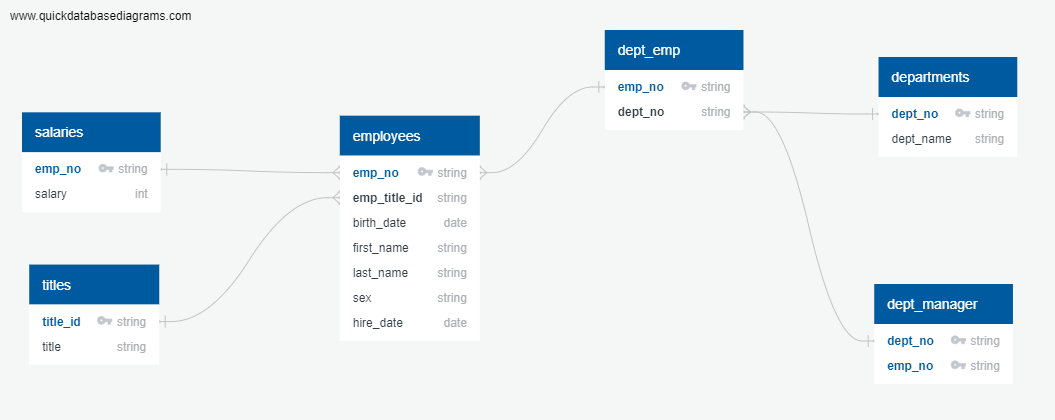 www.quickdatabasediagrams.com
salaries
emp_no string
salary int
titles
title_id string
title string
employees
emp_no string
emp_title_id string
birth_date date
first_name string
last_name string
sex string
hire_date date
dept_emp
emp_no string
dept_no string
departments
dept_no string
dept_name string
dept_manager
dept_no string
emp_no string